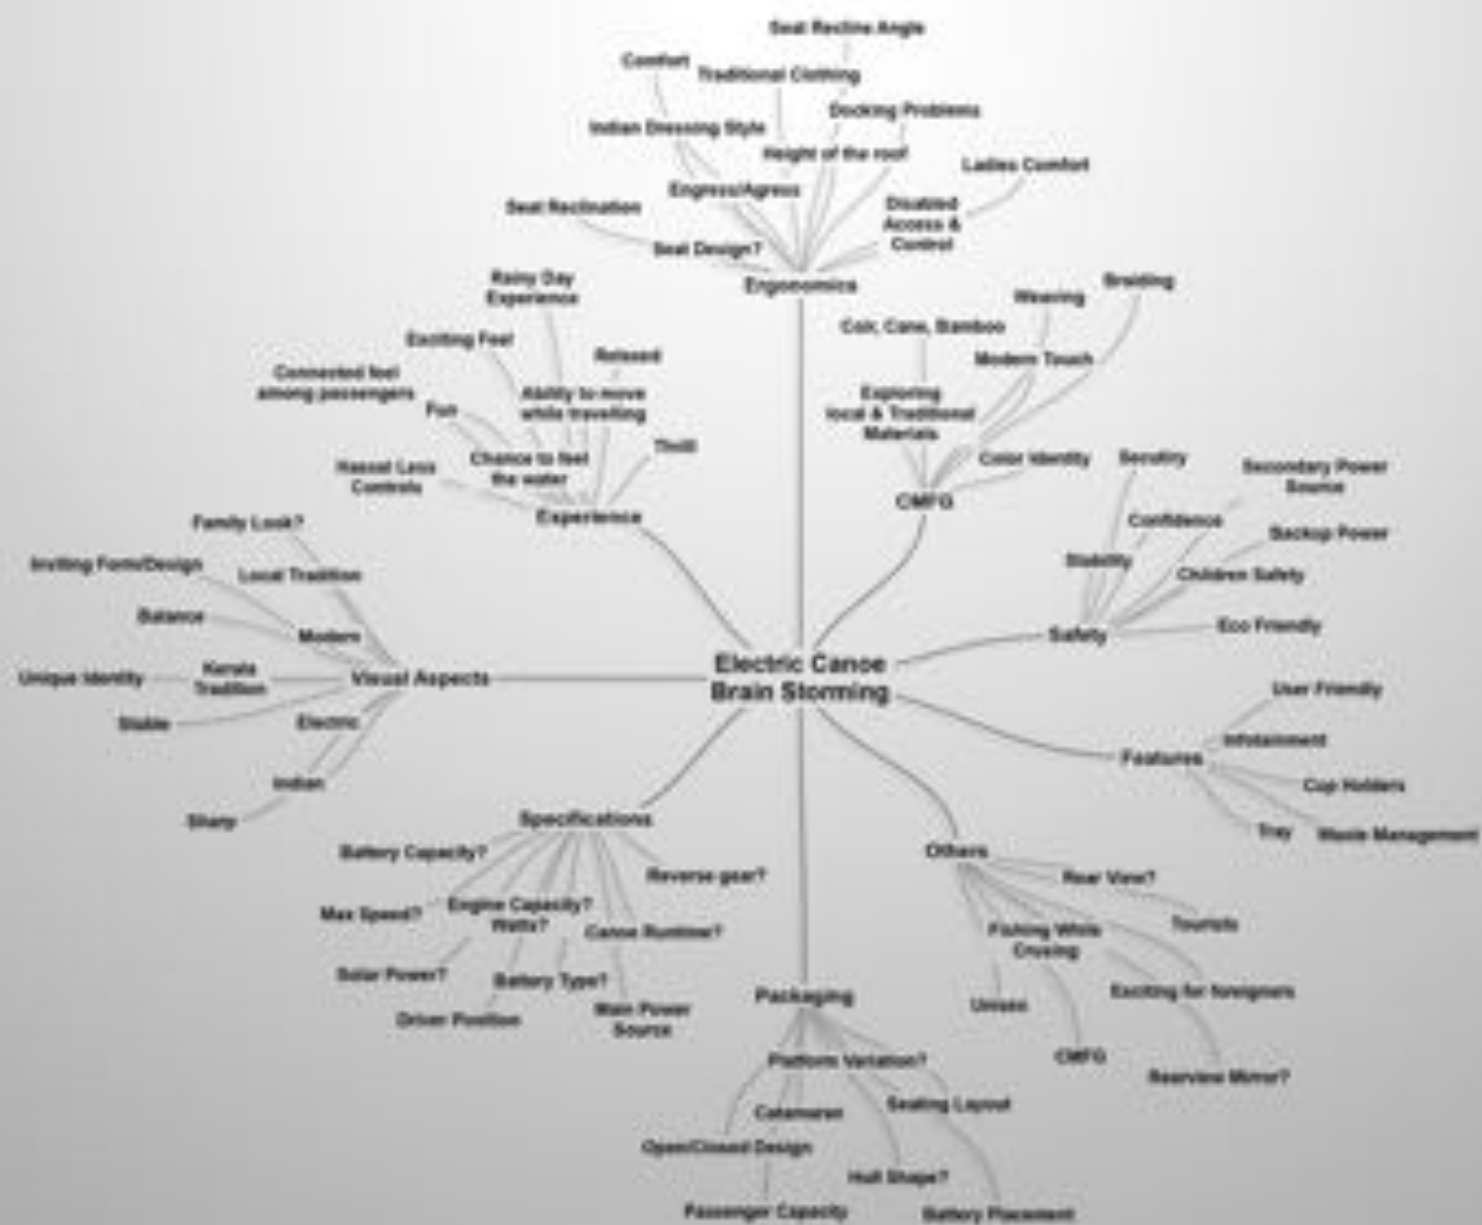 Seat Recline Angle
Comfort
Traditional Clothing
Docking Problems
Indian Dressing Style
Height of the roof
Ladies Comfort
Engress/Agress
Seat Reclination
Disabled
Access &
Control
Seat Design?
Ergonomics
Rainy Day
Experience
Exciting Feel
Relaxed
Connected feel
among passengers
Fun
Ability to move
while travelling
Thrill
Chance to feel
the water
Hassel Less
Controls
Experience
Braiding
Weaving
Coir, Cane, Bamboo
Modern Touch
Exploring
local & Traditional
Materials
Color Identity
CMFG
Secutiry
Secondary Power
Source
Confidence
Backup Power
Stability
Children Safety
Eco Friendly
Safety
Family Look?
Inviting Form/Design
Local Tradition
Balance
Modern
Unique Identity
Kerala
Tradition
Visual Aspects
Stable
Electric
Indian
Sharp
Electric Canoe
Brain Storming
User Friendly
Infotainment
Features
Cup Holders
Tray
Waste Management
Specifications
Battery Capacity?
Reverse gear?
Max Speed?
Engine Capacity?
Watts?
Canoe Runtime?
Solar Power?
Battery Type?
Driver Position
Main Power
Source
Others
Rear View?
Tourists
Fishing While
Crusing
Exciting for foreigners
Unisex
CMFG
Rearview Mirror?
Packaging
Platform Variation?
Catamaran
Seating Layout
Open/Closed Design
Hull Shape?
Passenger Capacity
Battery Placement